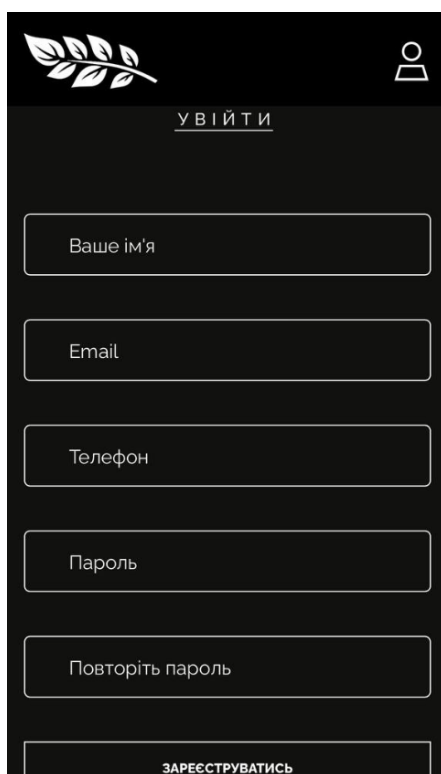 УВІЙТИ
Ваше ім'я
Email
Телефон
Пароль
Повторіть пароль
ЗАРЕЄСТРУВАТИСЬ